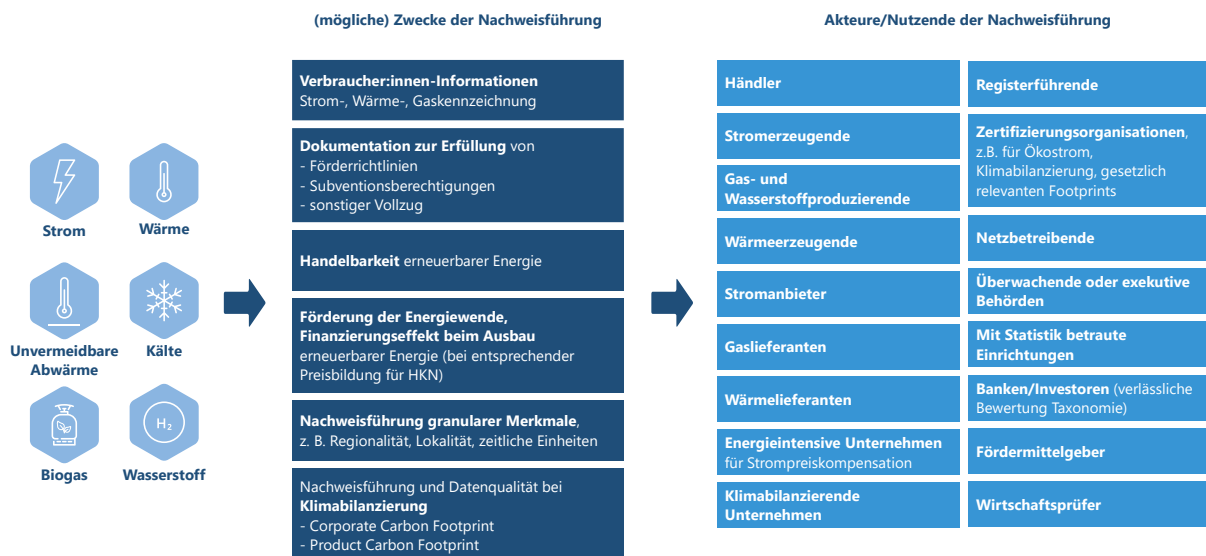 (mögliche) Zwecke der Nachweisführung
Akteure/Nutzende der Nachweisführung
Strom
Wärme
Unvermeidbare
Abwärme
Kälte
Biogas
H₂
Wasserstoff
Verbraucher:innen-Informationen
Strom-, Wärme-, Gaskennzeichnung
Dokumentation zur Erfüllung von
- Förderrichtlinien
- Subventionsberechtigungen
- sonstiger Vollzug
Handelbarkeit erneuerbarer Energie
Förderung der Energiewende,
Finanzierungseffekt beim Ausbau
erneuerbarer Energie (bei entsprechender
Preisbildung für HKN)
Nachweisführung granularer Merkmale,
z. B. Regionalität, Lokalität, zeitliche Einheiten
Nachweisführung und Datenqualität bei
Klimabilanzierung
- Corporate Carbon Footprint
- Product Carbon Footprint
Händler
Stromerzeugende
Gas- und
Wasserstoffproduzierende
Wärmeerzeugende
Stromanbieter
Gaslieferanten
Wärmelieferanten
Energieintensive Unternehmen
für Strompreiskompensation
Klimabilanzierende
Unternehmen
Registerführende
Zertifizierungsorganisationen,
z.B. für Ökostrom,
Klimabilanzierung, gesetzlich
relevanten Footprints
Netzbetreibende
Überwachende oder exekutive
Behörden
Mit Statistik betraute
Einrichtungen
Banken/Investoren (verlässliche
Bewertung Taxonomie)
Fördermittelgeber
Wirtschaftsprüfer